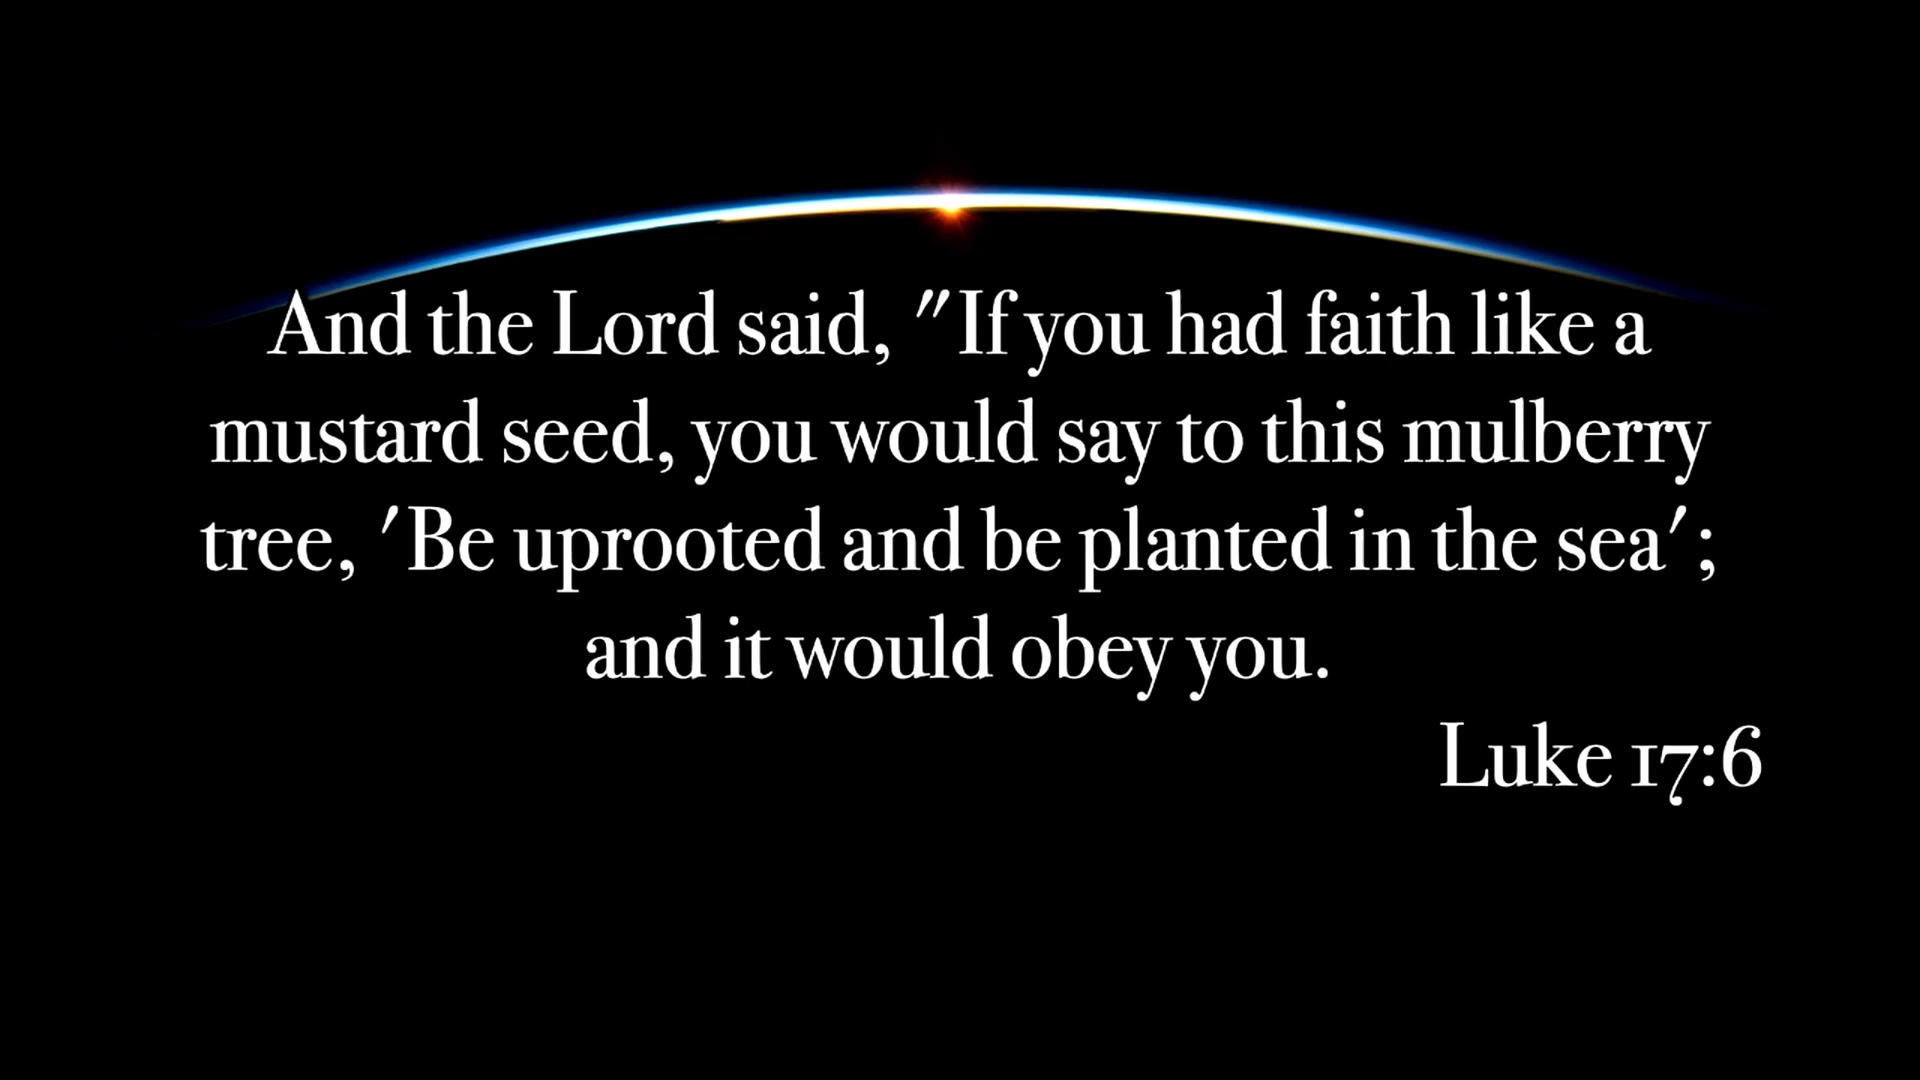 And the Lord said, "If you had faith like a
mustard seed, you would say to this mulberry
tree, 'Be uprooted and be planted in the sea';
and it would obey you.
Luke 17:6